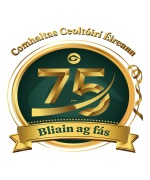 Comhaltas Ceoltóirí Éireann
75
Bliain ag fás